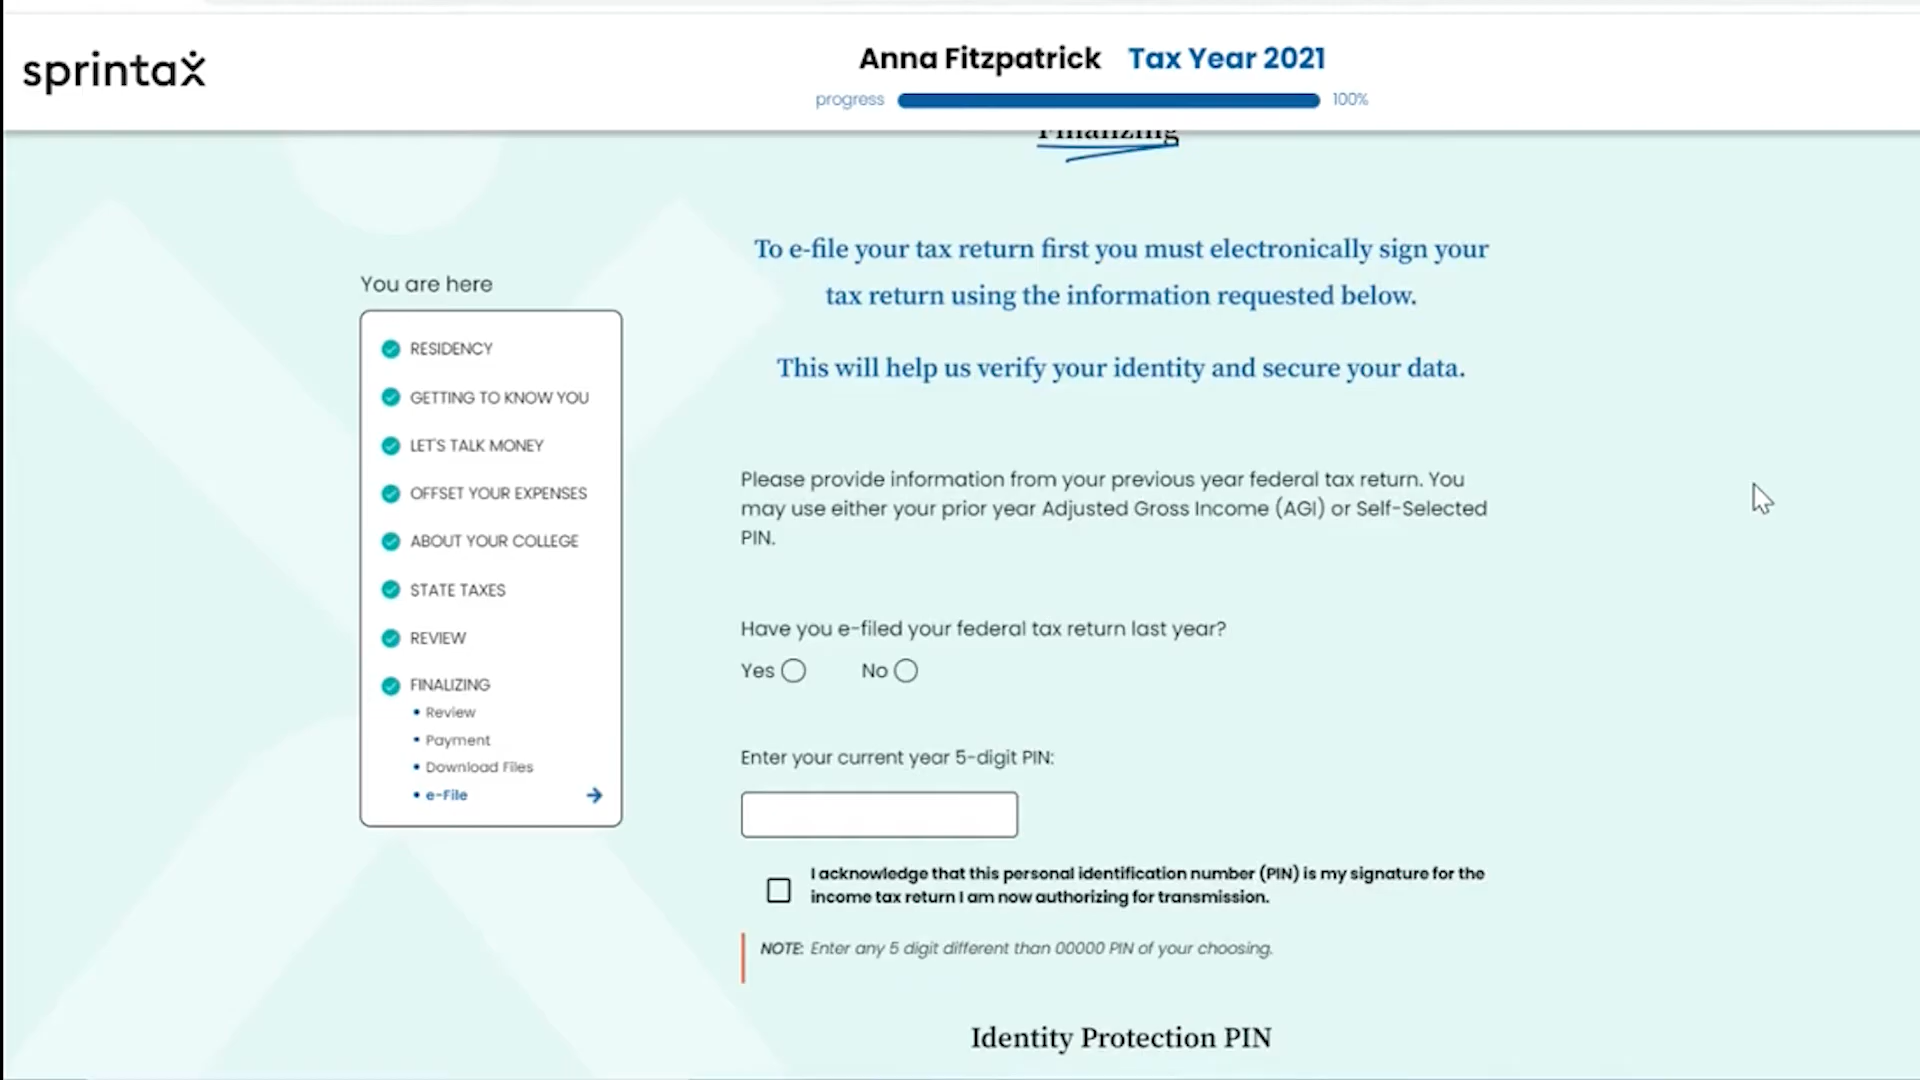 sprintax
Anna Fitzpatrick Tax Year 2021
progress 100%
Finalizing
To e-file your tax return first you must electronically sign your
tax return using the information requested below.
This will help us verify your identity and secure your data.
You are here
RESIDENCY
GETTING TO KNOW YOU
LET'S TALK MONEY
OFFSET YOUR EXPENSES
ABOUT YOUR COLLEGE
STATE TAXES
REVIEW
FINALIZING
• Review
• Payment
• Download Files
• e-File
Please provide information from your previous year federal tax return. You
may use either your prior year Adjusted Gross Income (AGI) or Self-Selected
PIN.
Have you e-filed your federal tax return last year?
Yes No
Enter your current year 5-digit PIN:
I acknowledge that this personal identification number (PIN) is my signature for the
income tax return I am now authorizing for transmission.
NOTE: Enter any 5 digit different than 00000 PIN of your choosing.
Identity Protection PIN